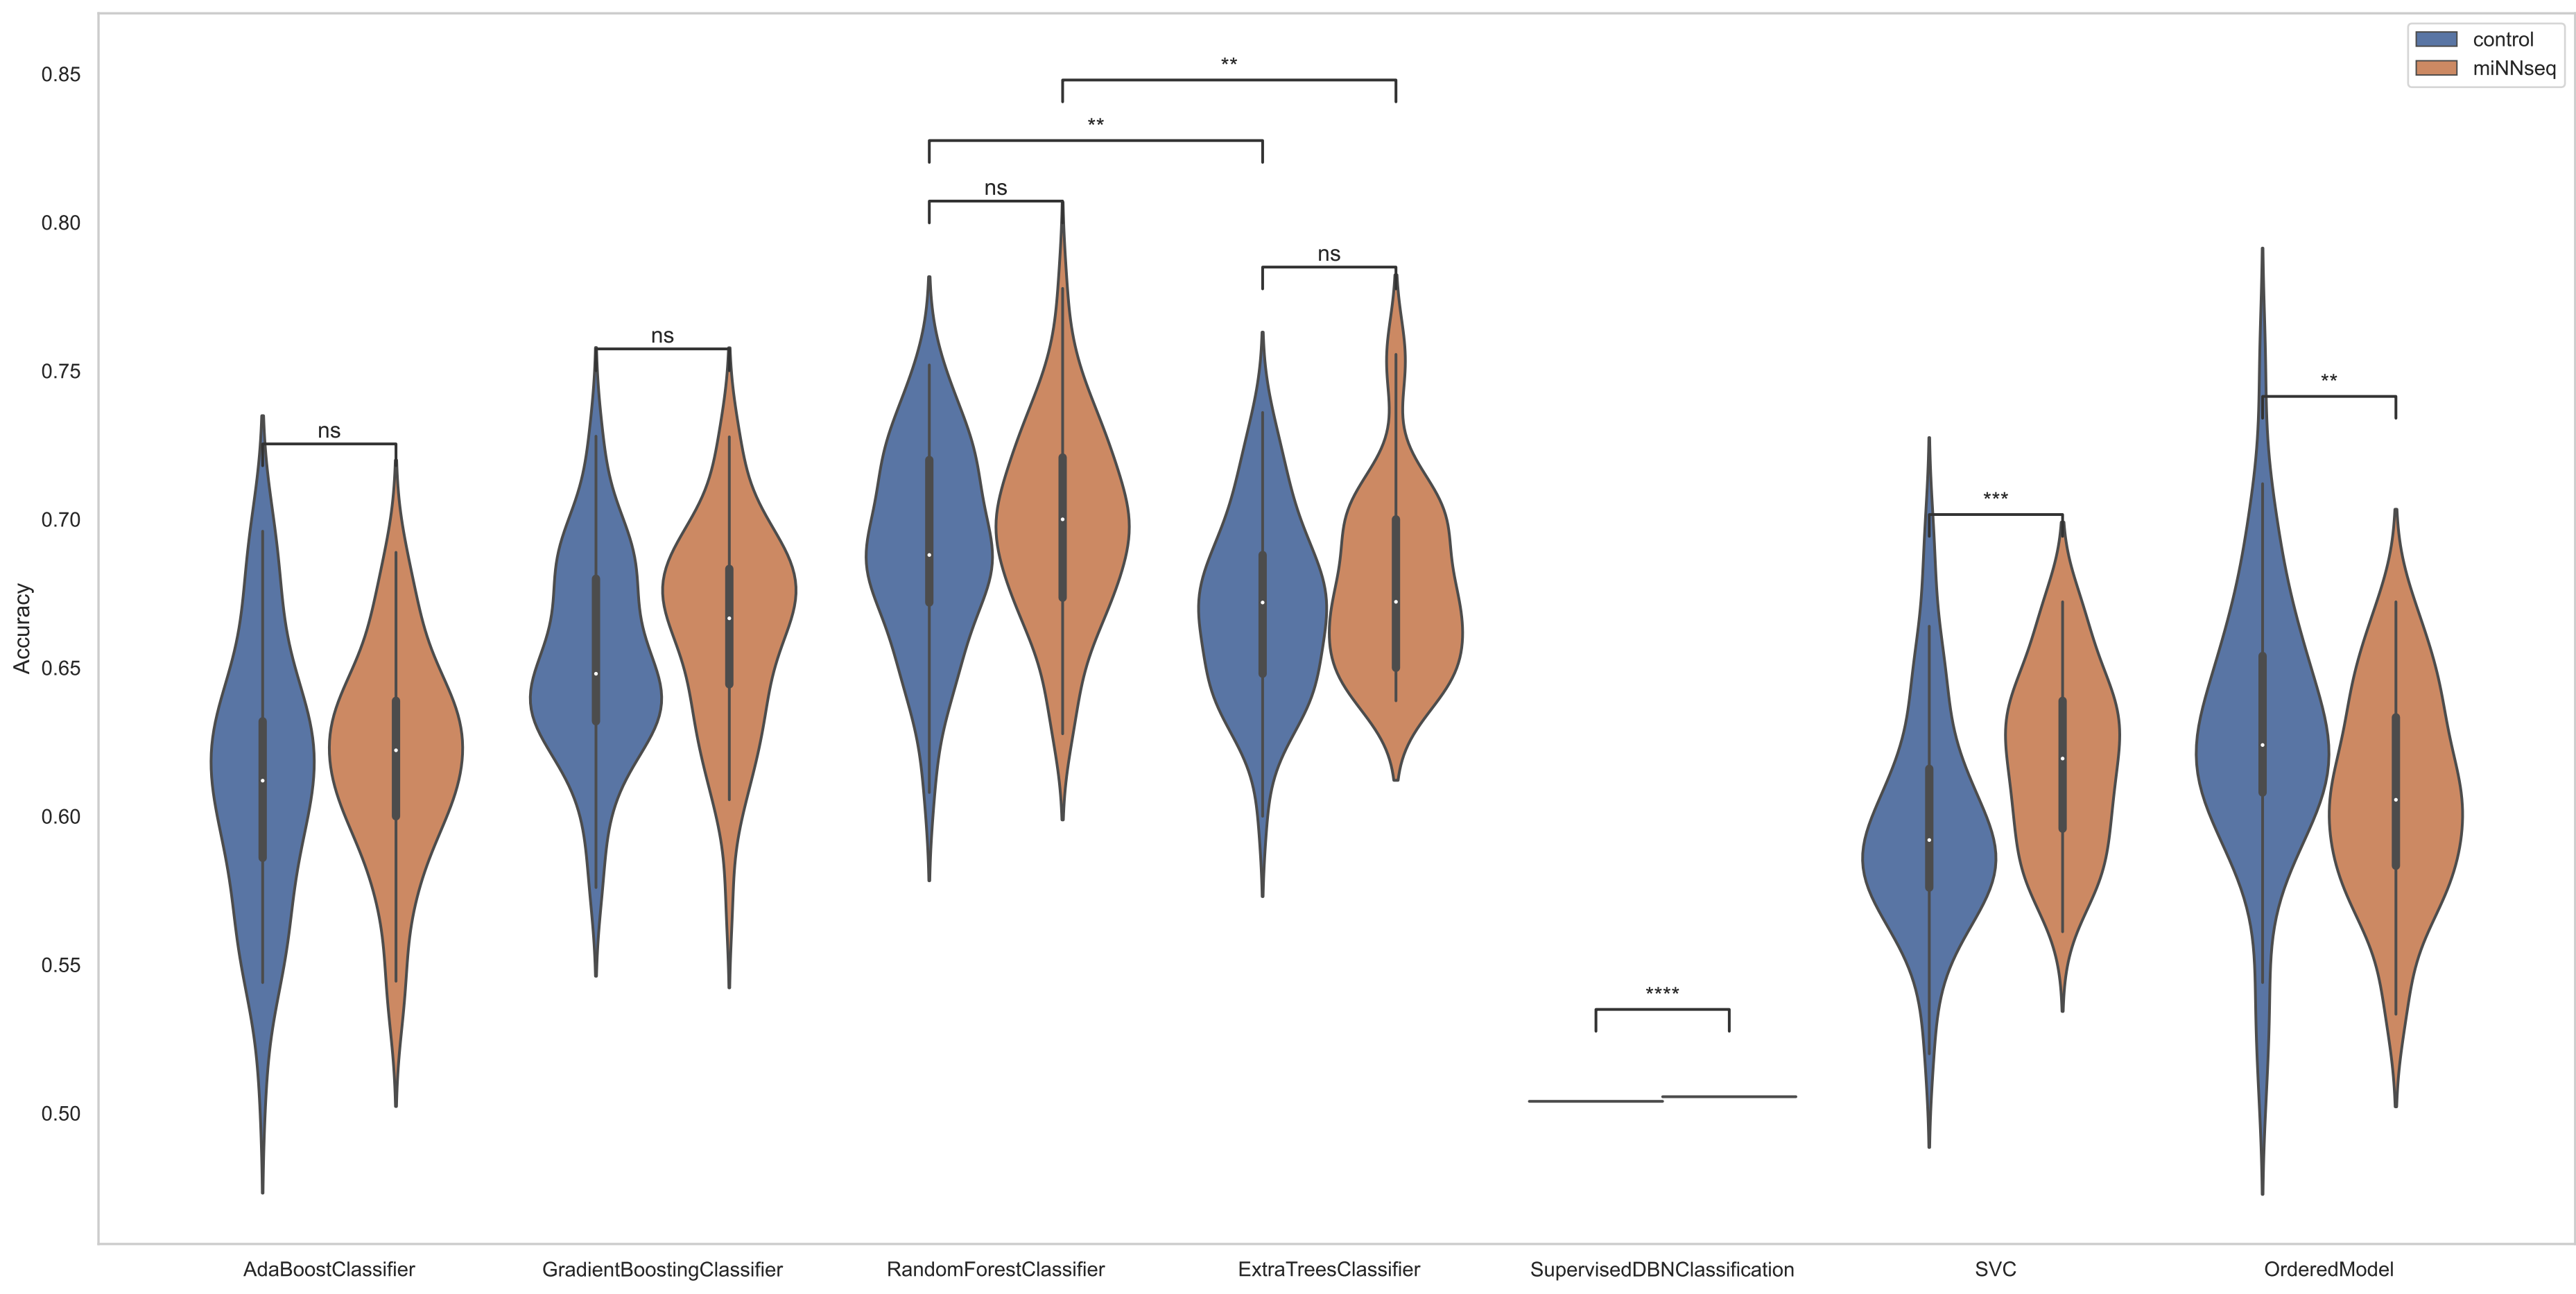 control
miNNseq
Accuracy
0.85
0.80
0.75
0.70
0.65
0.60
0.55
0.50
**
**
ns
ns
ns
ns
**
***
****
AdaBoostClassifier
GradientBoostingClassifier
RandomForestClassifier
ExtraTreesClassifier
SupervisedDBNClassification
SVC
OrderedModel